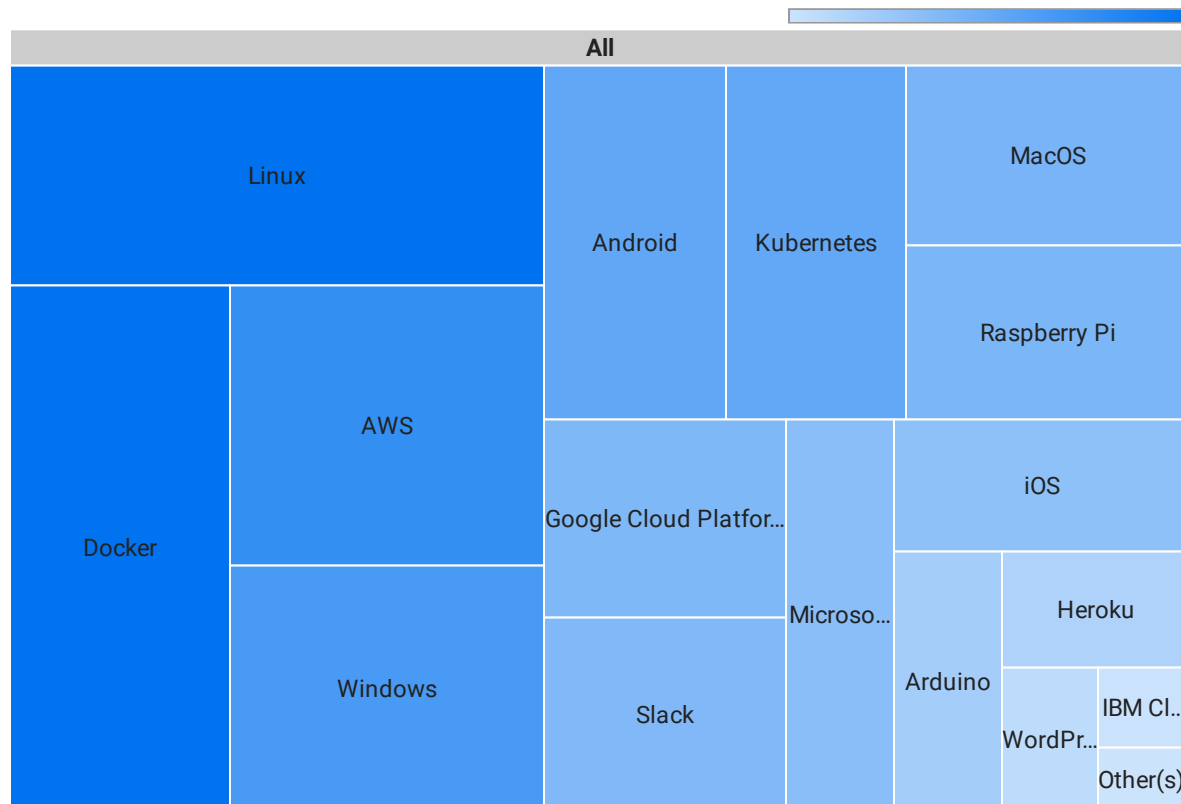 All
Linux
Android
Kubernetes
MacOS
Raspberry Pi
Docker
AWS
Windows
Google Cloud Platfor...
Slack
Microso...
iOS
Arduino
Heroku
WordPr...
IBM Cl...
Other(s)